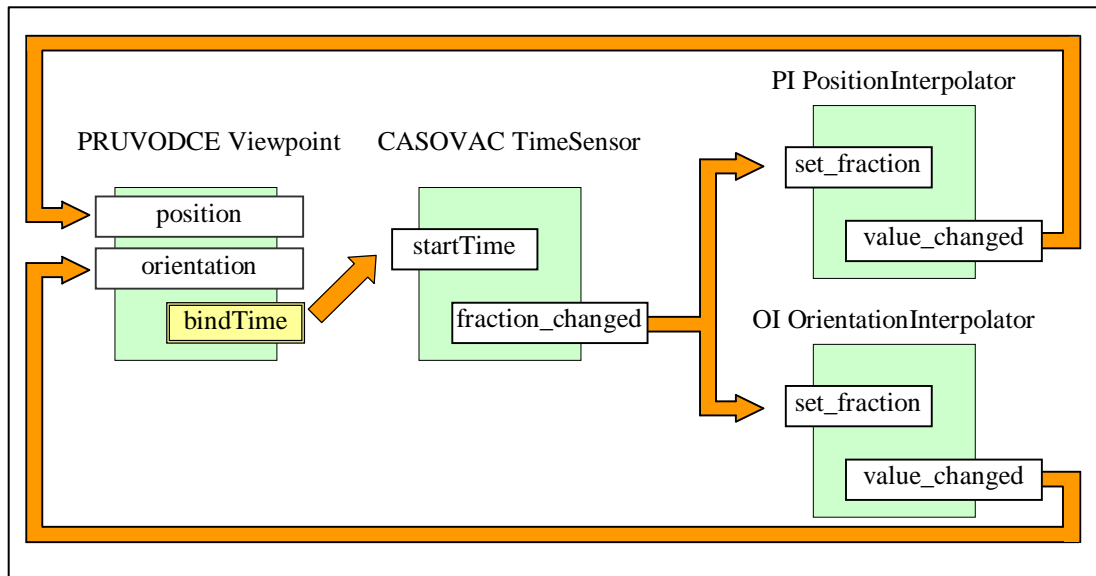 PRUVODCE Viewpoint
position
orientation
bindTime
CASOVAC TimeSensor
startTime
fraction_changed
PI PositionInterpolator
set_fraction
value_changed
OI OrientationInterpolator
set_fraction
value_changed